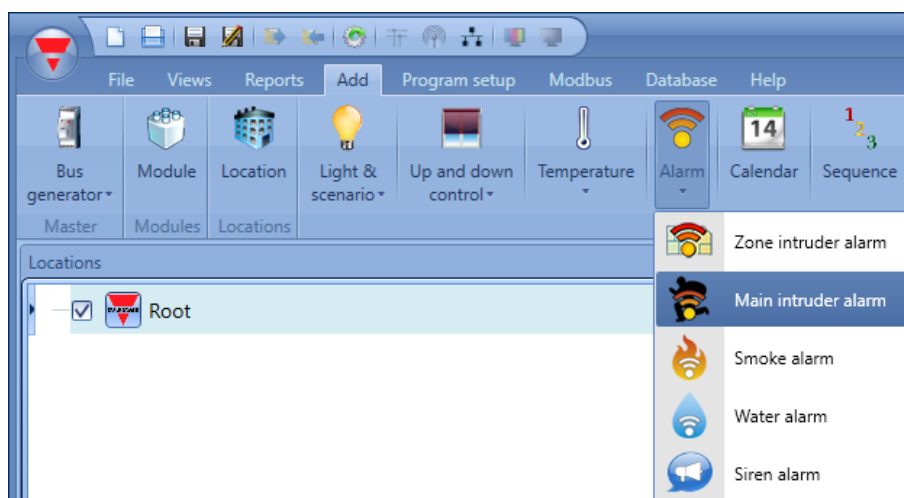 File Views Reports Add Program setup Modbus Database Help
14 1 2 3
Bus generator Module Location Light & scenario Up and down control Temperature Alarm Calendar Sequence
Master Modules Locations
Zone intruder alarm
Locations
Main intruder alarm
Root
Smoke alarm
Water alarm
Siren alarm